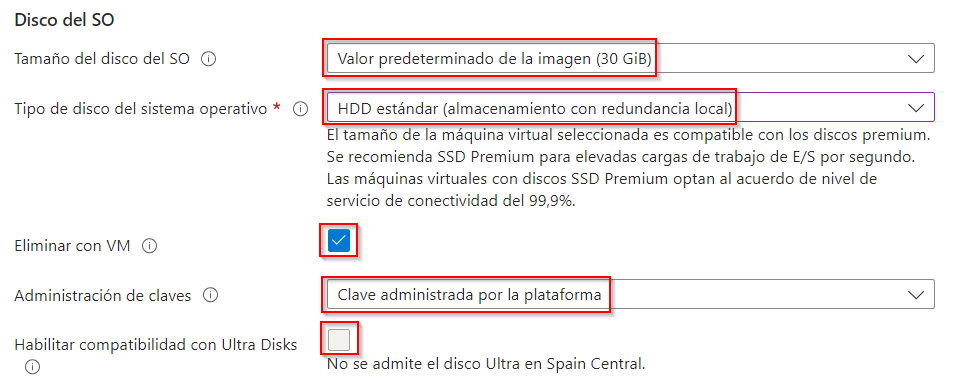 Disco del SO
Tamaño del disco del SO
Valor predeterminado de la imagen (30 GiB)
Tipo de disco del sistema operativo *
HDD estándar (almacenamiento con redundancia local)
El tamaño de la máquina virtual seleccionada es compatible con los discos premium.
Se recomienda SSD Premium para elevadas cargas de trabajo de E/S por segundo.
Las máquinas virtuales con discos SSD Premium optan al acuerdo de nivel de
servicio de conectividad del 99,9%.
Eliminar con VM
Administración de claves
Clave administrada por la plataforma
Habilitar compatibilidad con Ultra Disks
No se admite el disco Ultra en Spain Central.